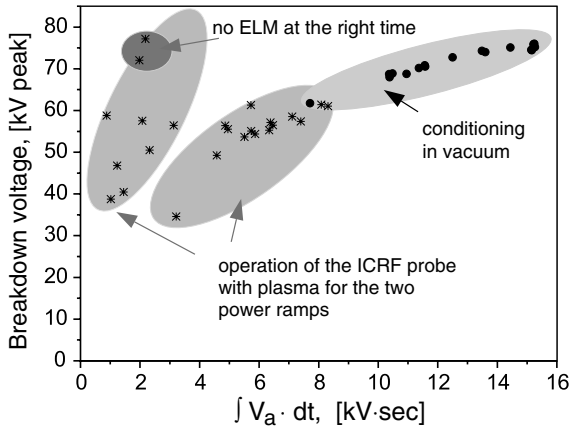 no ELM at the right time
conditioning
in vacuum
operation of the ICRF probe
with plasma for the two
power ramps
Breakdown voltage, [kV peak]
80
70
60
50
40
30
20
10
0
0 2 4 6 8 10 12 14 16
∫ Va · dt, [kV·sec]